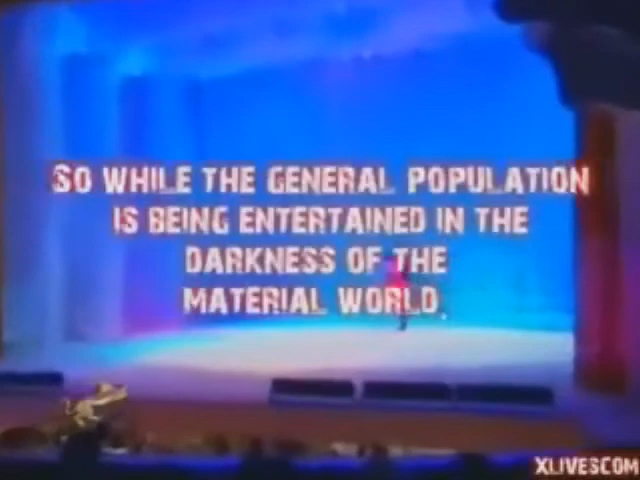 SO WHILE THE GENERAL POPULATION
IS BEING ENTERTAINED IN THE
DARKNESS OF THE
MATERIAL WORLD.
XLIVESCOM